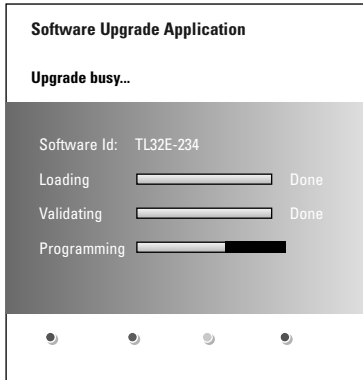 Software Upgrade Application
Upgrade busy...
Software Id: TL32E-234
Loading Done
Validating Done
Programming